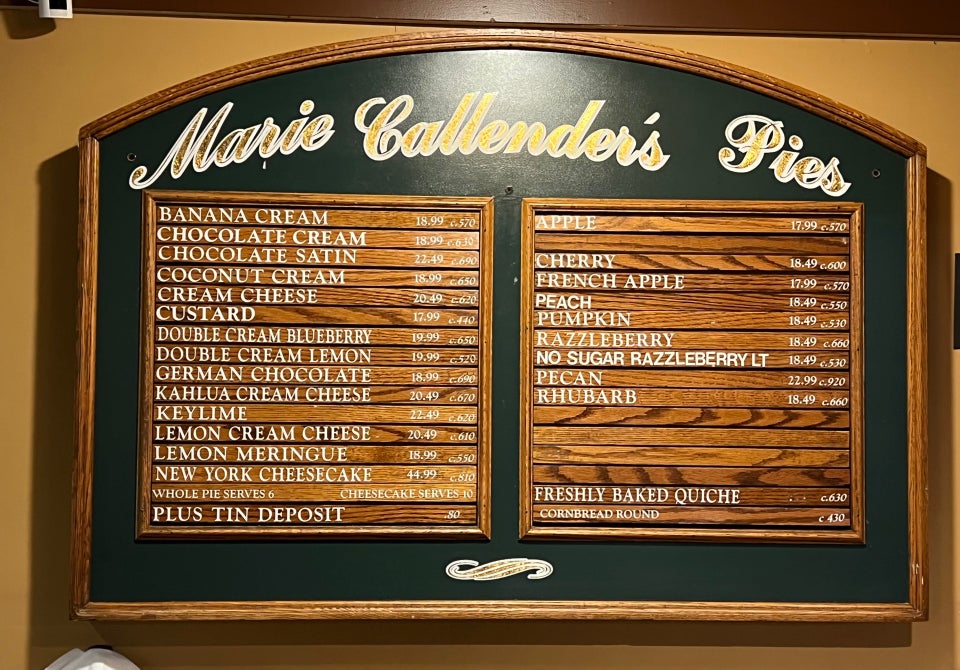 Marie Callender's Pies
BANANA CREAM 18.99 c.570
CHOCOLATE CREAM 18.99 c.630
CHOCOLATE SATIN 22.49 c.690
COCONUT CREAM 18.99 c.650
CREAM CHEESE 20.49 c.620
CUSTARD 17.99 c.440
DOUBLE CREAM BLUEBERRY 19.99 c.650
DOUBLE CREAM LEMON 19.99 c.520
GERMAN CHOCOLATE 18.99 c.690
KAHLUA CREAM CHEESE 20.49 c.670
KEYLIME 22.49 c.620
LEMON CREAM CHEESE 20.49 c.610
LEMON MERINGUE 18.99 c.550
NEW YORK CHEESECAKE 44.99 c.810
WHOLE PIE SERVES 6 CHEESECAKE SERVES 10
PLUS TIN DEPOSIT .80
APPLE 17.99 c.570
CHERRY 18.49 c.600
FRENCH APPLE 17.99 c.570
PEACH 18.49 c.550
PUMPKIN 18.49 c.530
RAZZLEBERRY 18.49 c.660
NO SUGAR RAZZLEBERRY LT 18.49 c.530
PECAN 22.99 c.920
RHUBARB 18.49 c.660
FRESHLY BAKED QUICHE . . c.630
CORNBREAD ROUND c 430